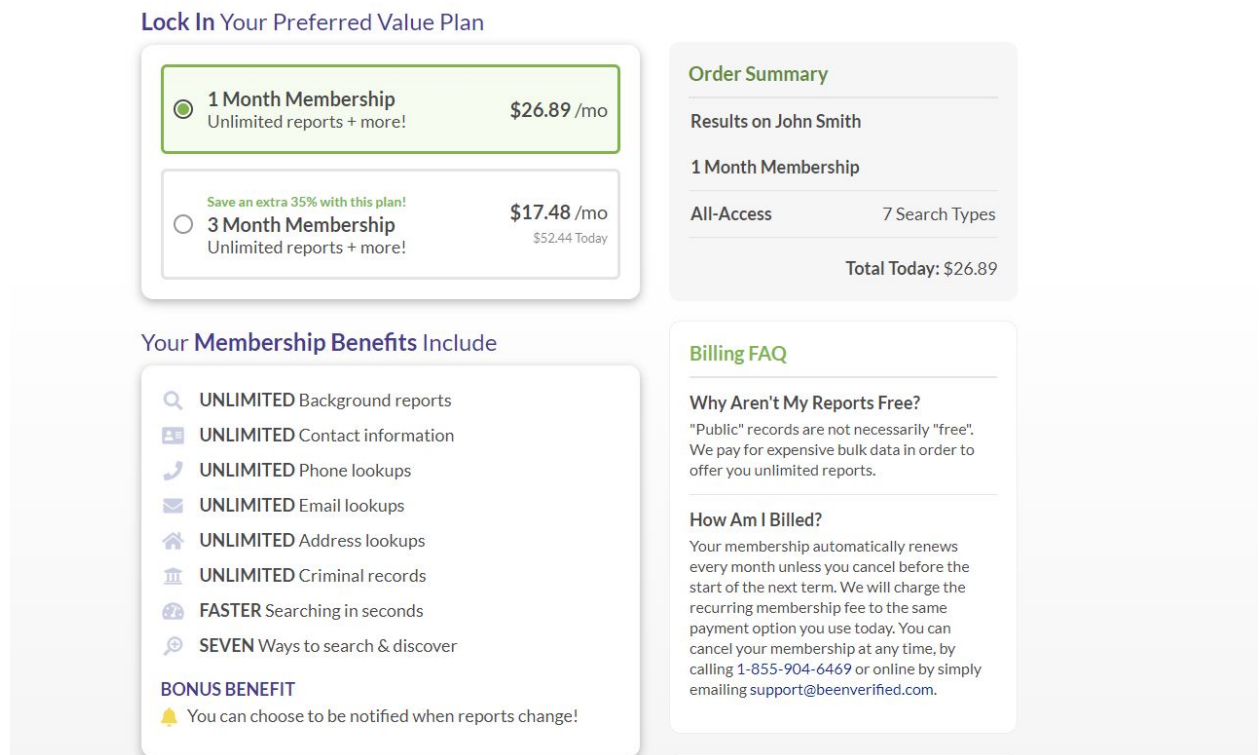 Lock In Your Preferred Value Plan
1 Month Membership
Unlimited reports + more!
$26.89 /mo
Save an extra 35% with this plan!
3 Month Membership
Unlimited reports + more!
$17.48 /mo
$52.44 Today
Order Summary
Results on John Smith
1 Month Membership
All-Access 7 Search Types
Total Today: $26.89
Your Membership Benefits Include
UNLIMITED Background reports
UNLIMITED Contact information
UNLIMITED Phone lookups
UNLIMITED Email lookups
UNLIMITED Address lookups
UNLIMITED Criminal records
FASTER Searching in seconds
SEVEN Ways to search & discover
BONUS BENEFIT
You can choose to be notified when reports change!
Billing FAQ
Why Aren't My Reports Free?
"Public" records are not necessarily "free".
We pay for expensive bulk data in order to
offer you unlimited reports.
How Am I Billed?
Your membership automatically renews
every month unless you cancel before the
start of the next term. We will charge the
recurring membership fee to the same
payment option you use today. You can
cancel your membership at any time, by
calling 1-855-904-6469 or online by simply
emailing support@beenverified.com.